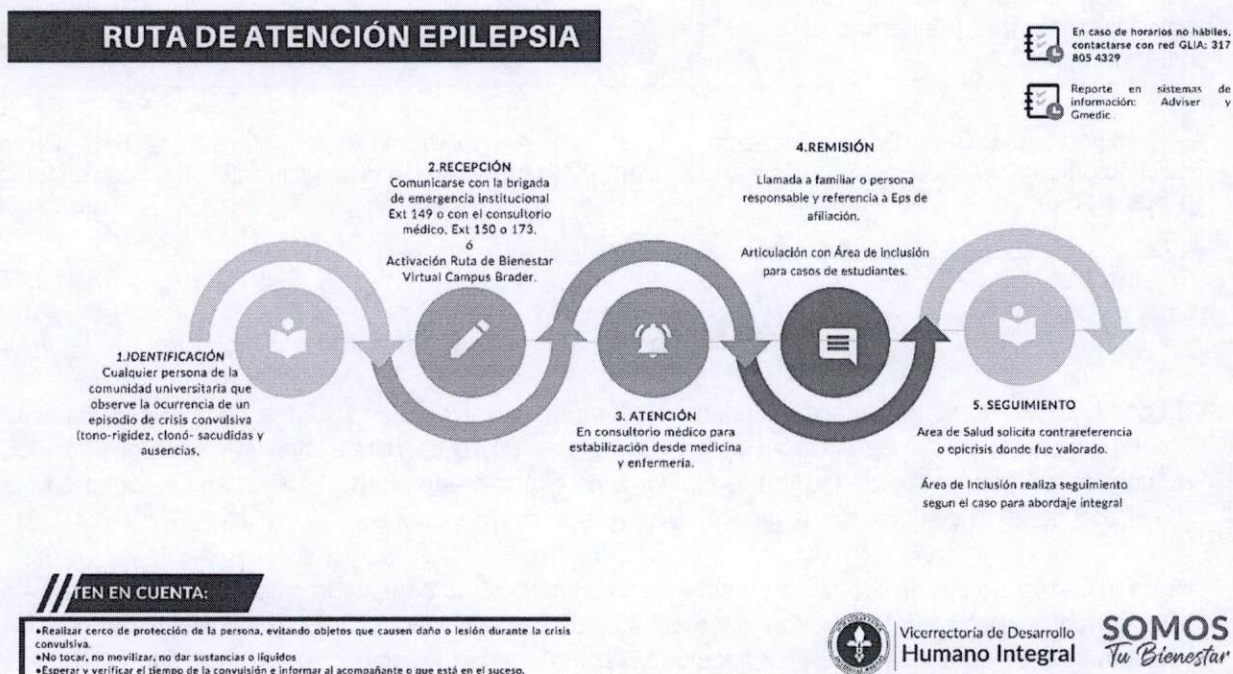 RUTA DE ATENCIÓN EPILEPSIA
En caso de horarios no hábiles,
contactarse con red GLIA: 317
805 4329
Reporte en sistemas de
información: Adviser y
Gmedic .
1.IDENTIFICACIÓN
Cualquier persona de la
comunidad universitaria que
observe la ocurrencia de un
episodio de crisis convulsiva
(tono-rigidez, clonó- sacudidas y
ausencias.
2.RECEPCIÓN
Comunicarse con la brigada
de emergencia institucional
Ext 149 o con el consultorio
médico. Ext 150 o 173.
ó
Activación Ruta de Bienestar
Virtual Campus Brader.
3. ATENCIÓN
En consultorio médico para
estabilización desde medicina
y enfermería.
4.REMISIÓN
Llamada a familiar o persona
responsable y referencia a Eps de
afiliación.
Articulación con Área de Inclusión
para casos de estudiantes.
5. SEGUIMIENTO
Area de Salud solicita contrareferencia
o epicrisis donde fue valorado.
Área de Inclusión realiza seguimiento
segun el caso para abordaje integral
TEN EN CUENTA:
•Realizar cerco de protección de la persona, evitando objetos que causen daño o lesión durante la crisis
convulsiva.
•No tocar, no movilizar, no dar sustancias o líquidos
•Esperar y verificar el tiempo de la convulsión e informar al acompañante o que está en el suceso.
Vicerrectoría de Desarrollo
Humano Integral
SOMOS
Tu Bienestar